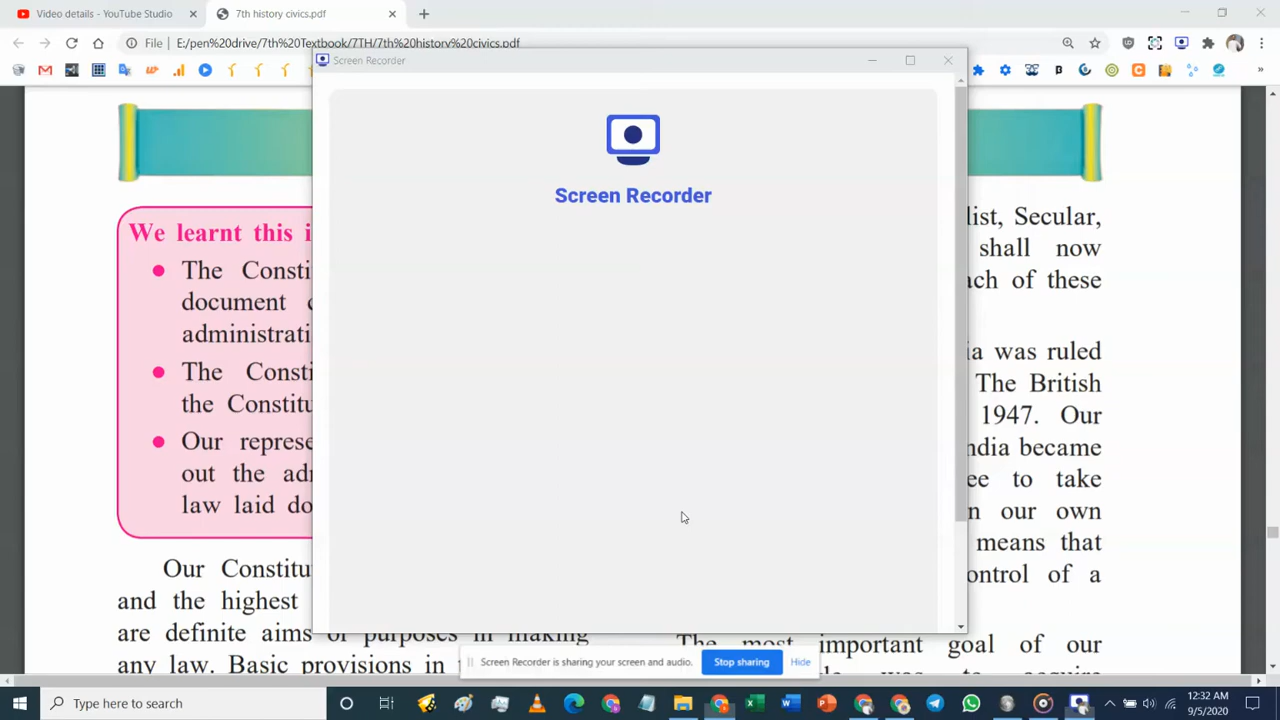 Video details - YouTube Studio
7th history civics.pdf
File
E:/pen%20drive/7th%20Textbook/7TH/7th%20history%20civics.pdf
Screen Recorder
Screen Recorder
We learnt this i
The Consti
document
administrati
The Consti
the Constitu
Our represe
out the adr
law laid do
Our Constitu
and the highest
are definite aims of purposes in making
any law. Basic provisions in
list, Secular,
shall now
ach of these
ia was ruled
The British
1947. Our
ndia became
ee to take
n our own
means that
ontrol of a
The most important goal of our
Screen Recorder is sharing your screen and audio.
Stop sharing
Hide
Type here to search
12:32 AM
9/5/2020